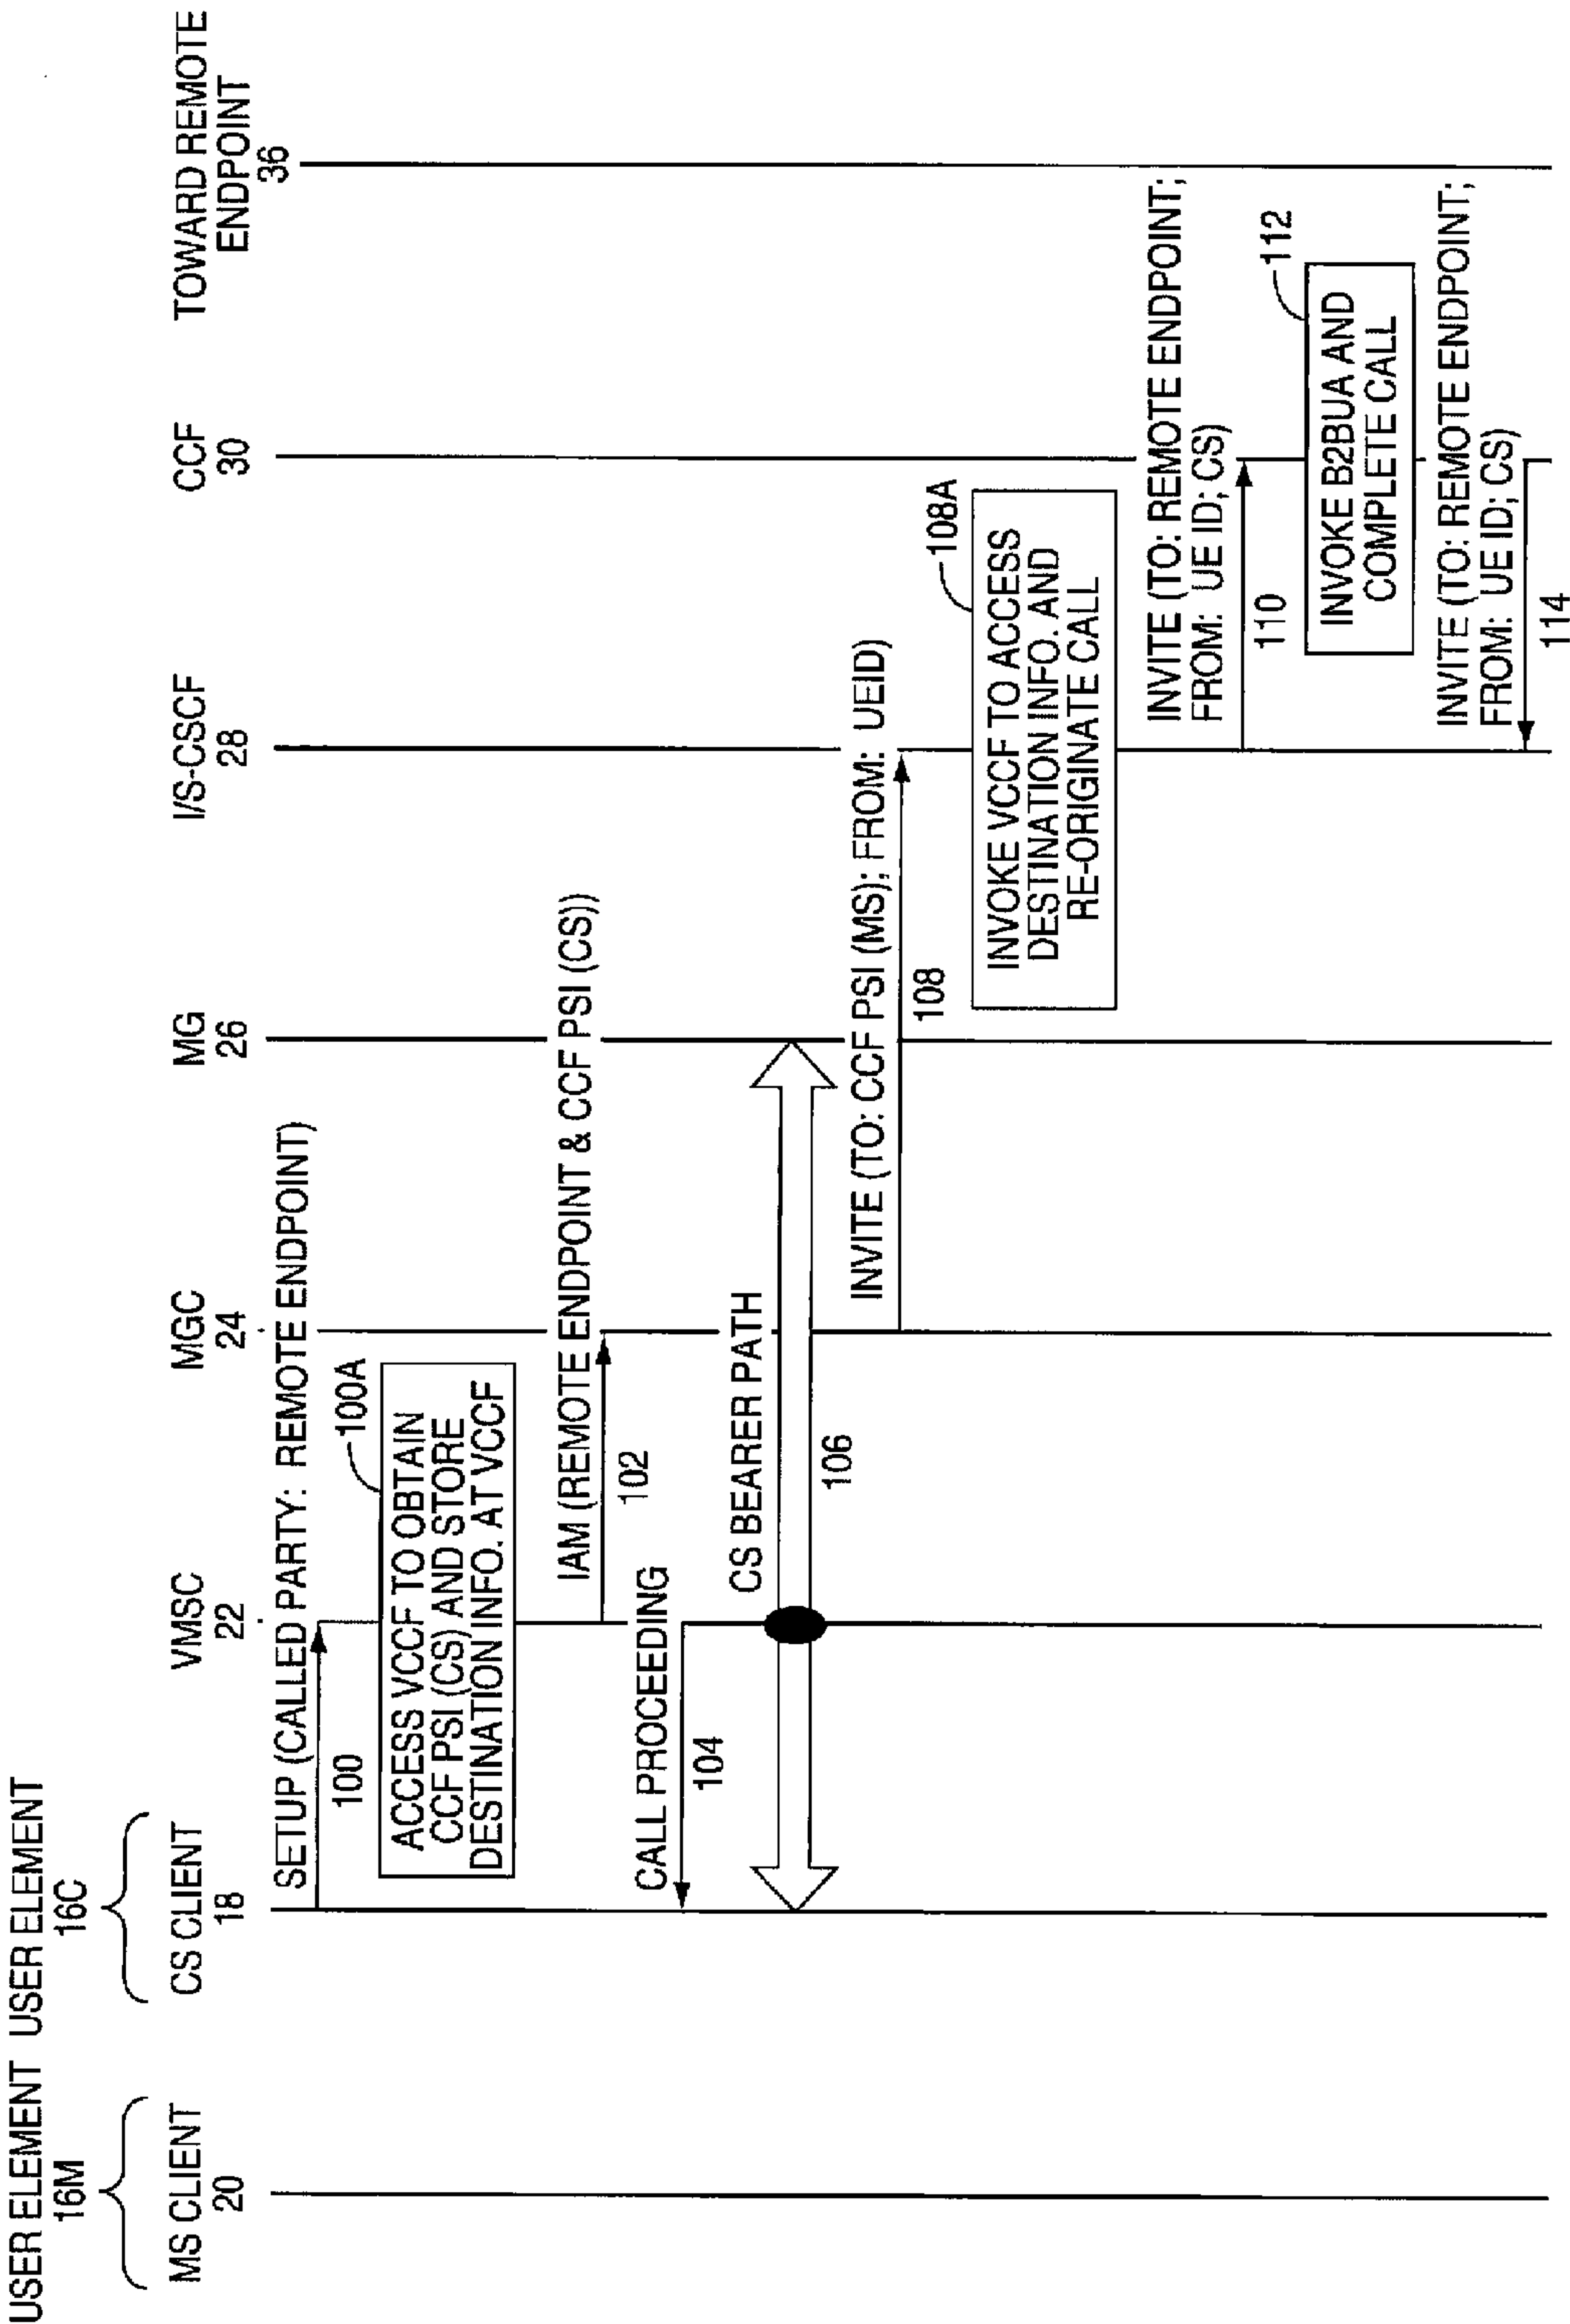 USER ELEMENT
16M
USER ELEMENT
16C
MS CLIENT
20
CS CLIENT
18
VMSC
22
MGC
24
MG
26
I/S-CSCF
28
CCF
30
TOWARD REMOTE
ENDPOINT
36
SETUP (CALLED PARTY: REMOTE ENDPOINT)
100
100A
ACCESS VCCF TO OBTAIN
CCF PSI (CS) AND STORE
DESTINATION INFO. AT VCCF
IAM (REMOTE ENDPOINT & CCF PSI (CS))
102
CALL PROCEEDING
104
CS BEARER PATH
106
INVITE (TO: CCF PSI (MS); FROM: UEID)
108
108A
INVOKE VCCF TO ACCESS
DESTINATION INFO. AND
RE-ORIGINATE CALL
INVITE (TO: REMOTE ENDPOINT;
FROM: UE ID; CS)
110
112
INVOKE B2BUA AND
COMPLETE CALL
INVITE (TO: REMOTE ENDPOINT;
FROM: UE ID; CS)
114